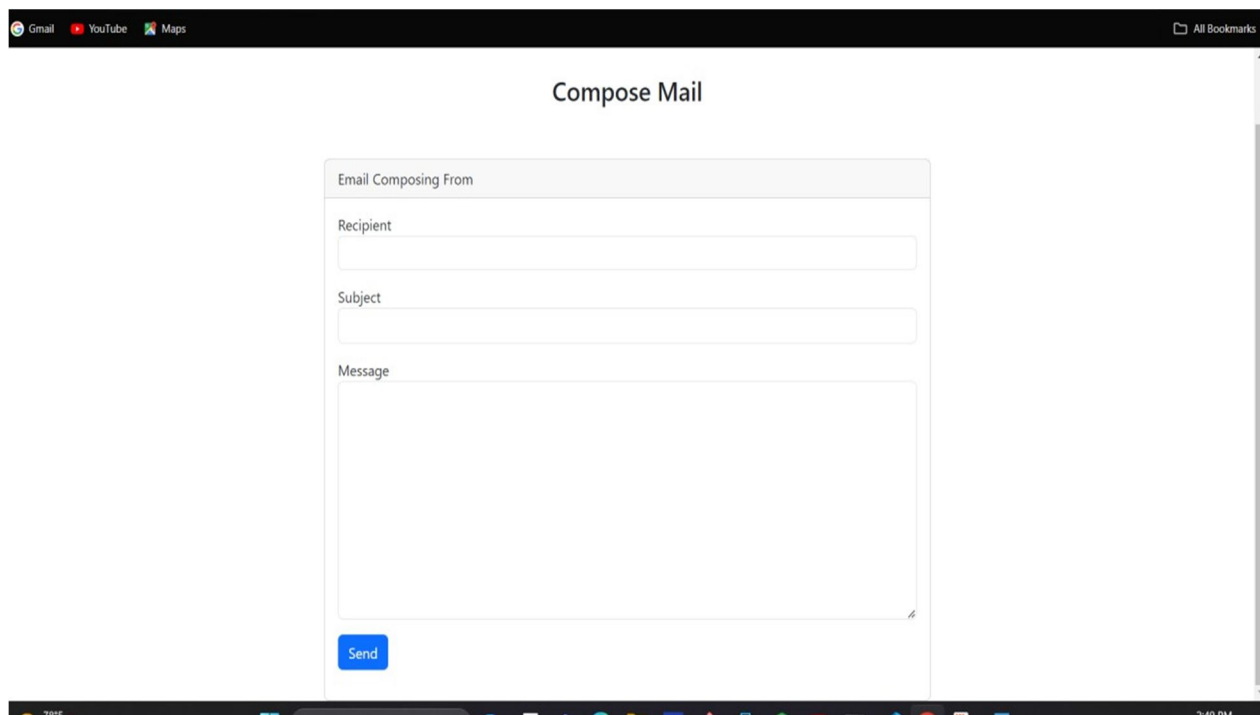 Gmail YouTube Maps All Bookmarks
Compose Mail
Email Composing From
Recipient
Subject
Message
Send